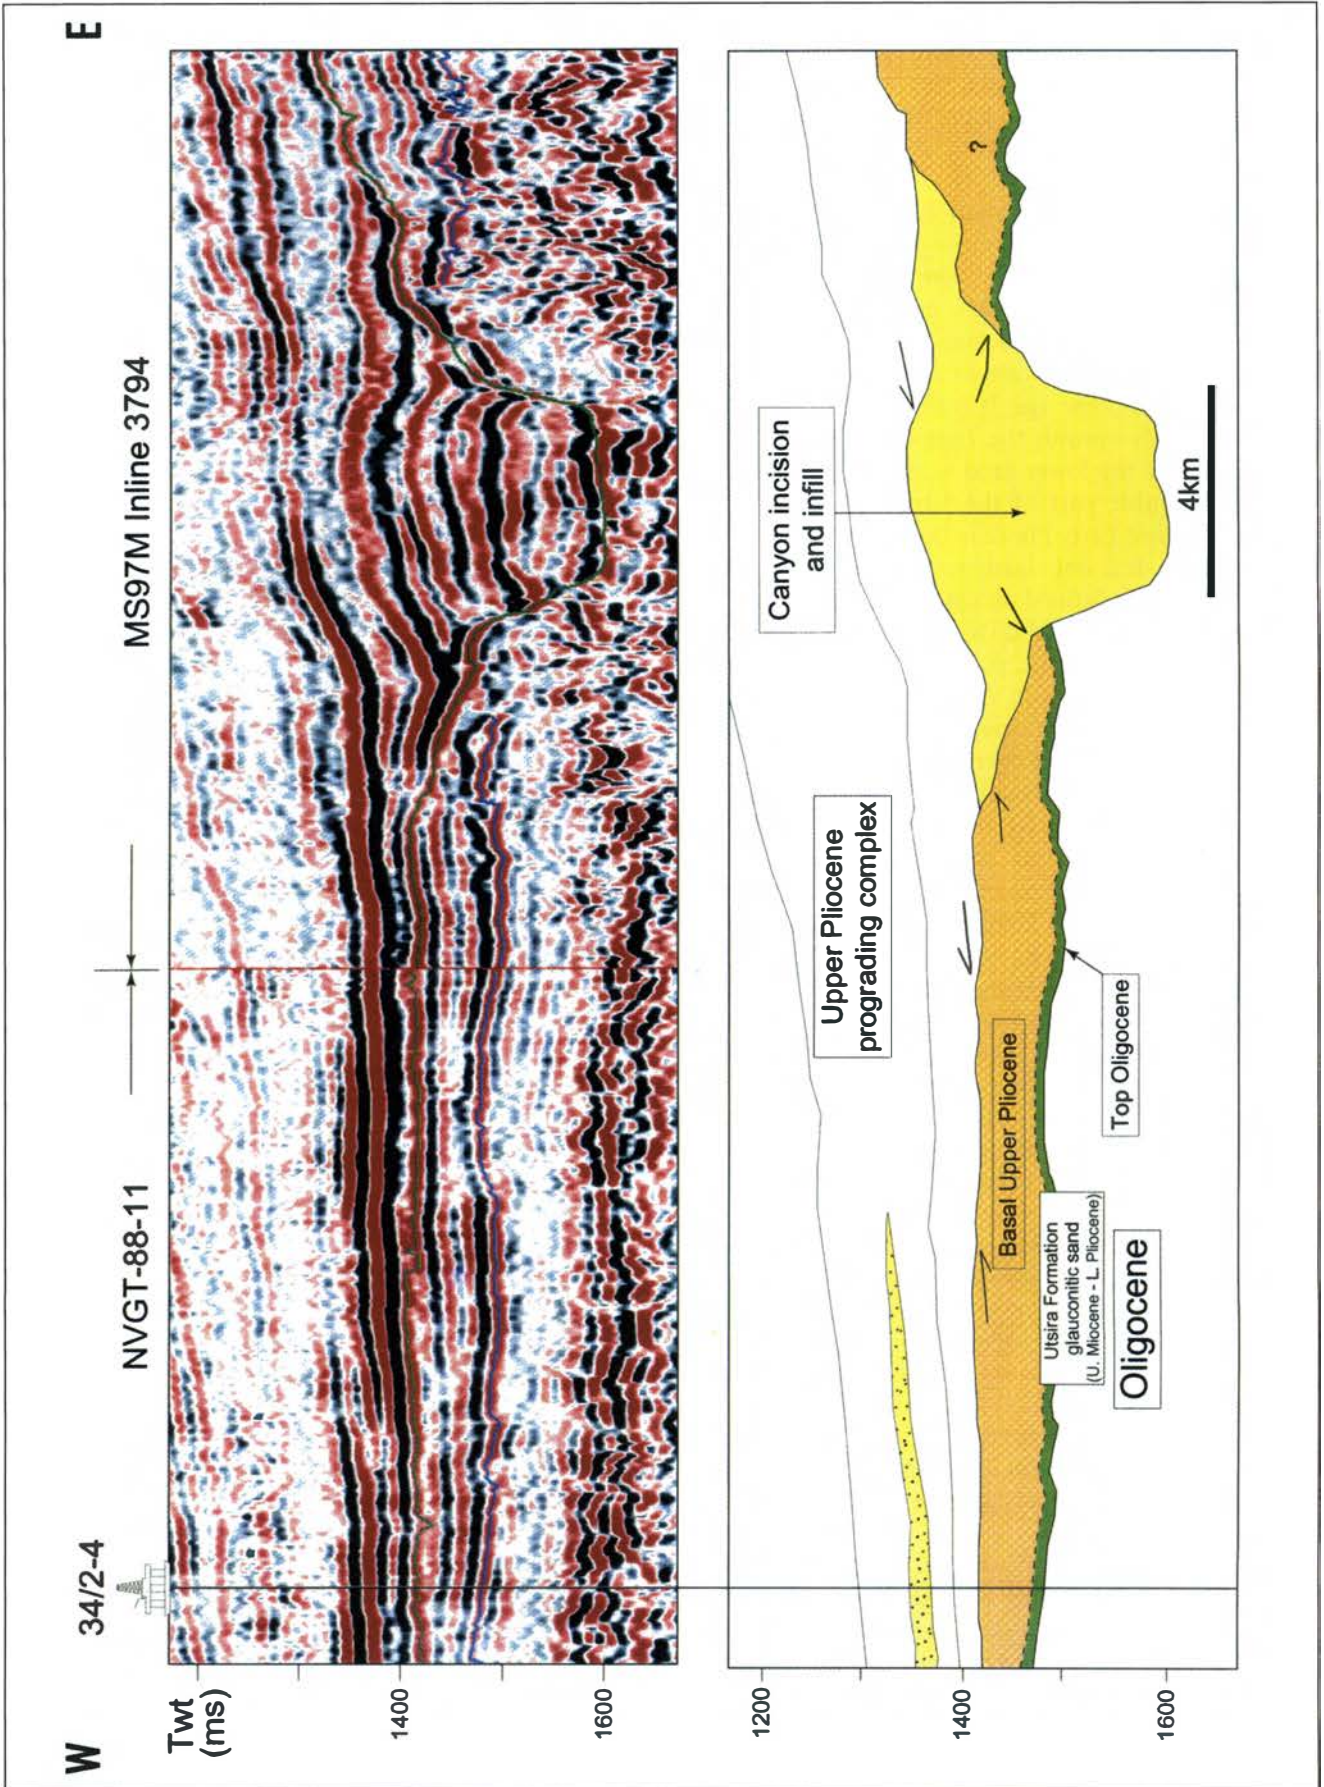 W
E
34/2-4
NVGT-88-11
MS97M Inline 3794
Twt
(ms)
1400
1600
1200
1400
1600
Upper Pliocene
prograding complex
Canyon incision
and infill
Basal Upper Pliocene
?
Utsira Formation
glauconitic sand
(U. Miocene - L. Pliocene)
Top Oligocene
Oligocene
4km